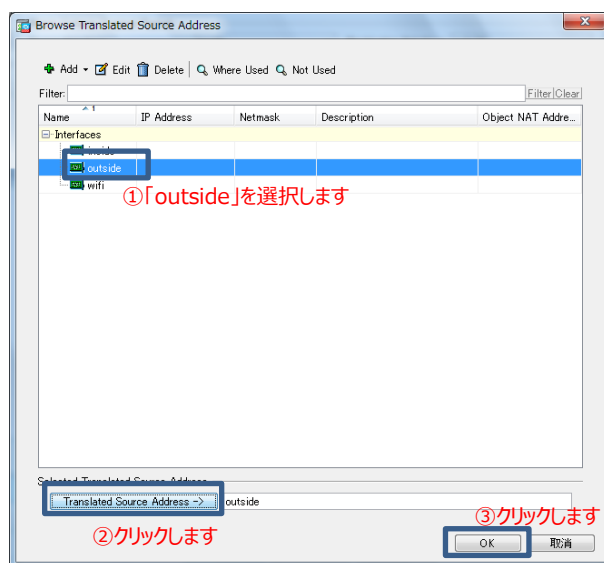 Browse Translated Source Address
Add Edit Delete Where Used Not Used
Filter: Filter Clear
Name IP Address Netmask Description Object NAT Addre...
Interfaces
inside
outside
wifi
①「outside」を選択します
Selected Translated Source Address
Translated Source Address -> outside
③クリックします
②クリックします
OK 取消